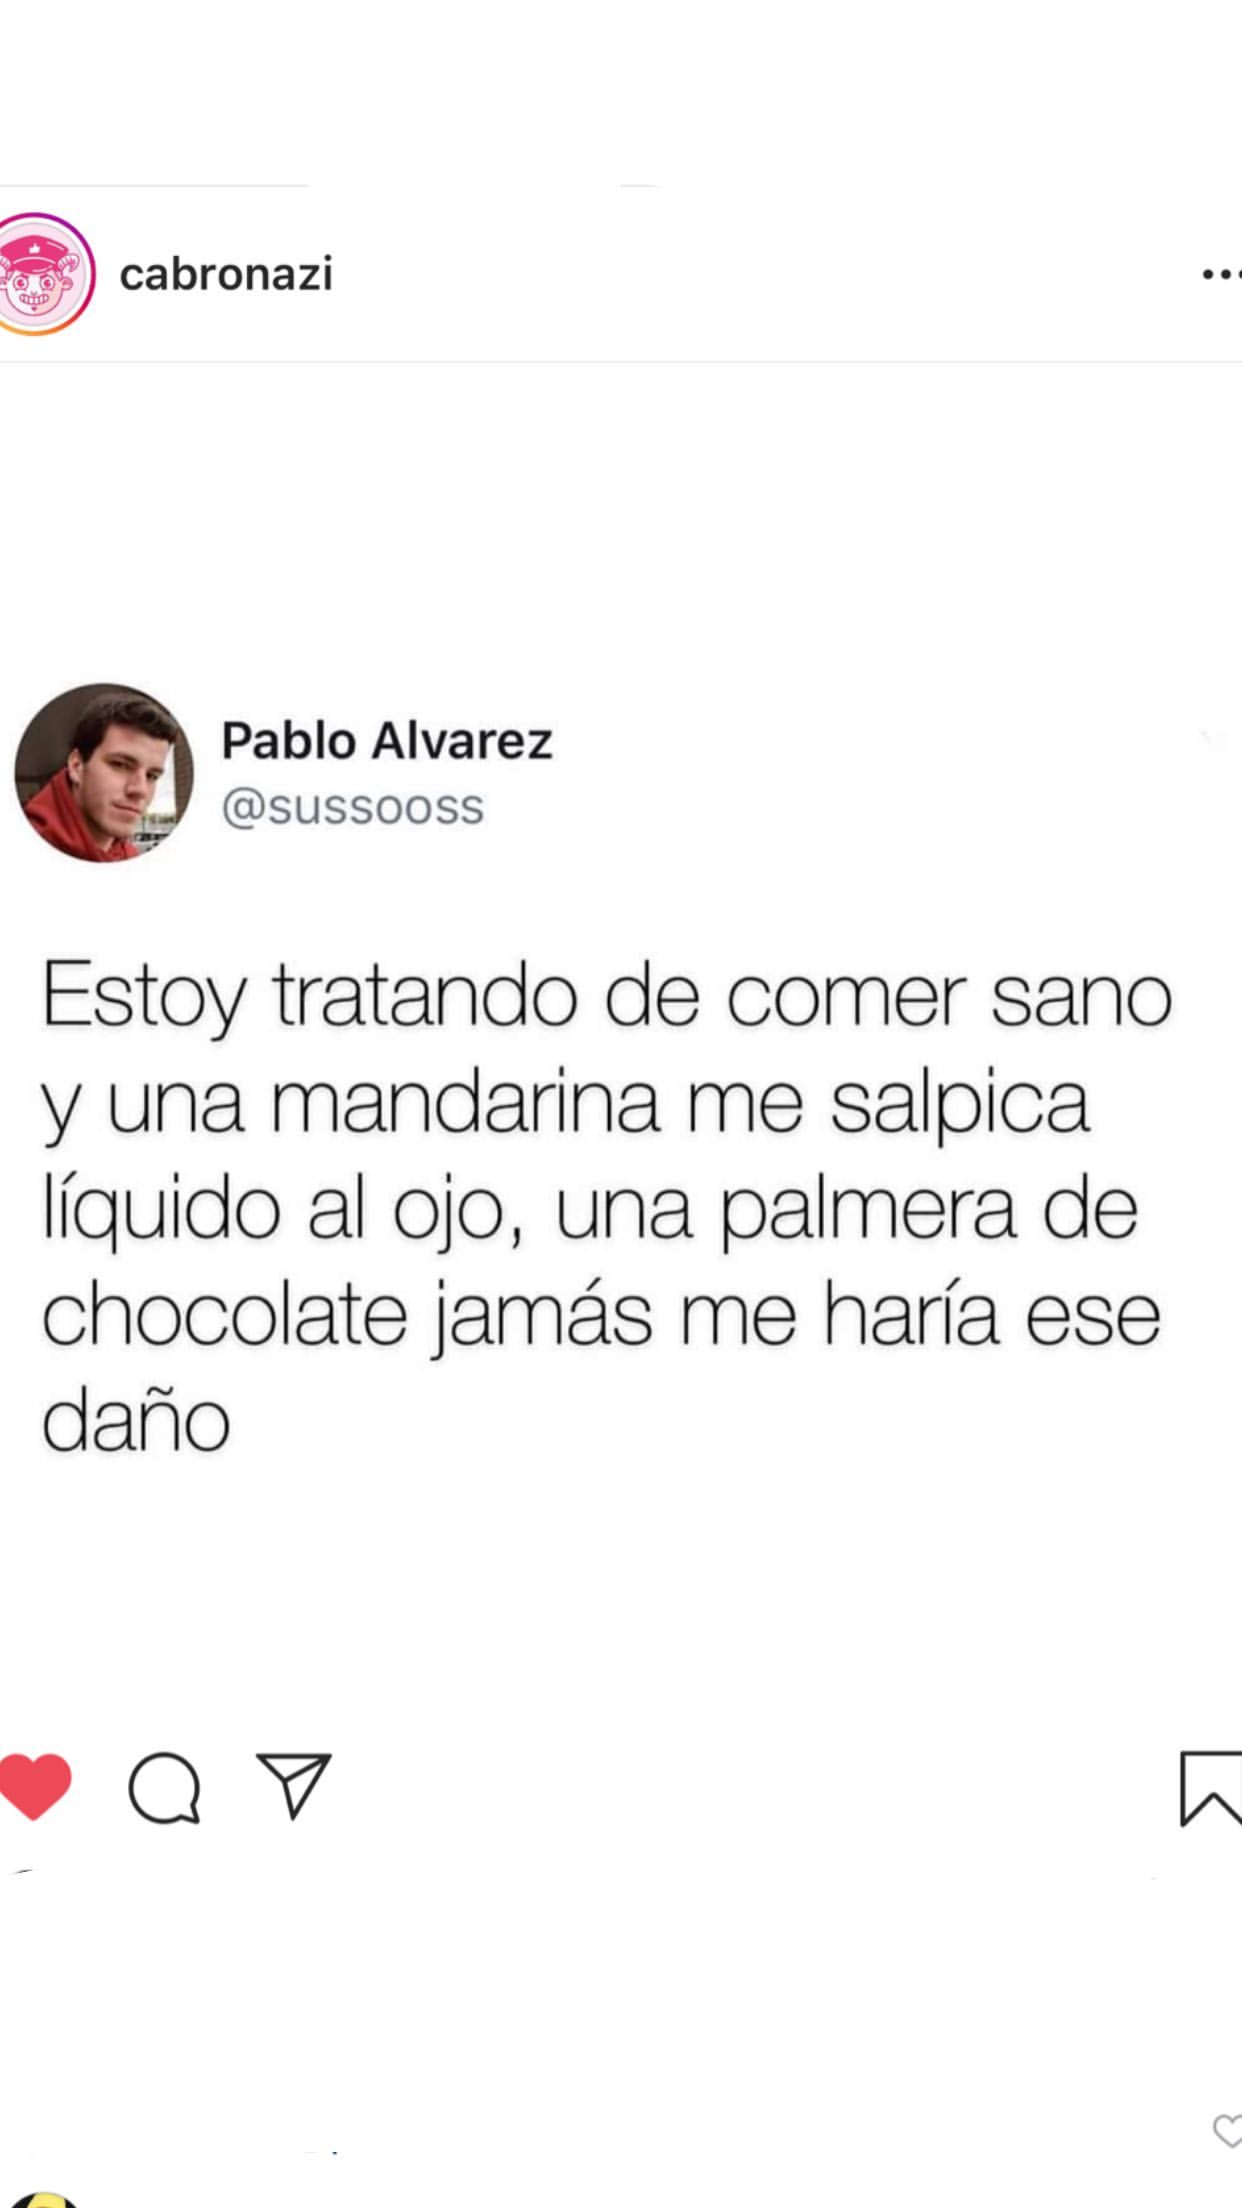 cabronazi
Pablo Alvarez
@sussooss
Estoy tratando de comer sano
y una mandarina me salpica
líquido al ojo, una palmera de
chocolate jamás me haría ese
daño